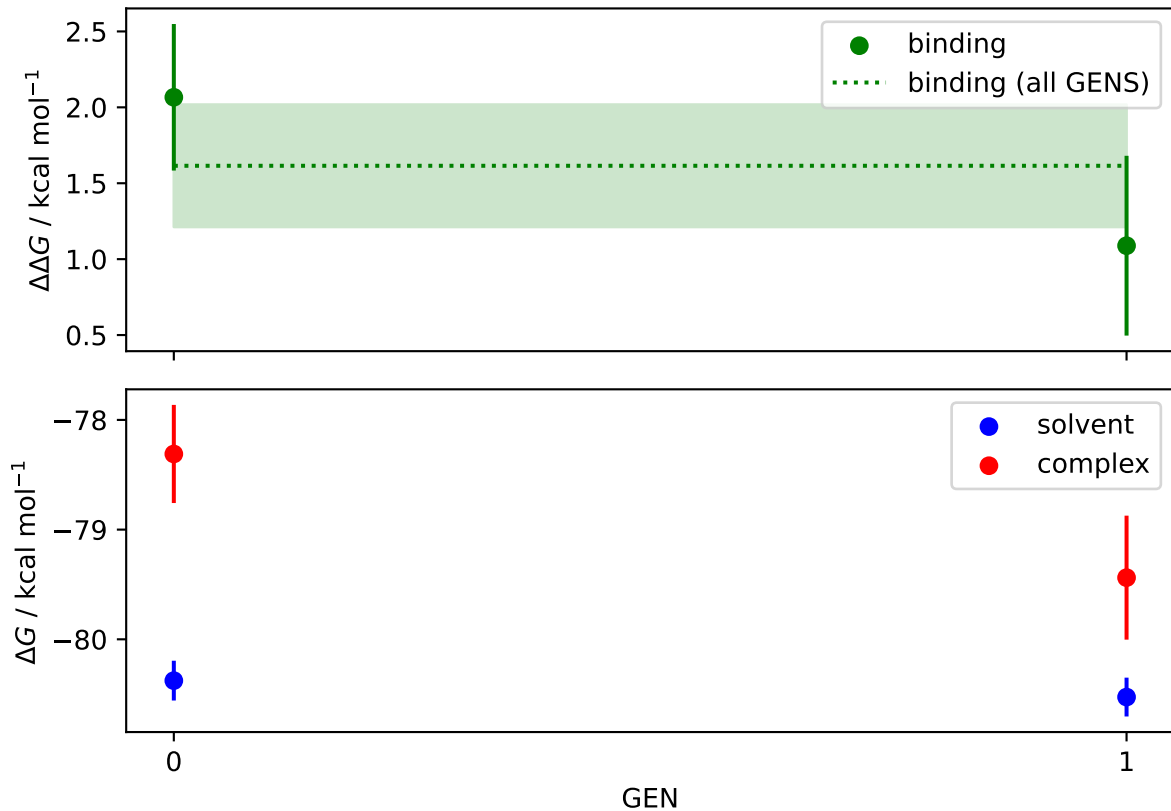 ΔΔG / kcal mol⁻¹
2.5
2.0
1.5
1.0
0.5
binding
binding (all GENS)
ΔG / kcal mol⁻¹
−78
−79
−80
solvent
complex
0
1
GEN